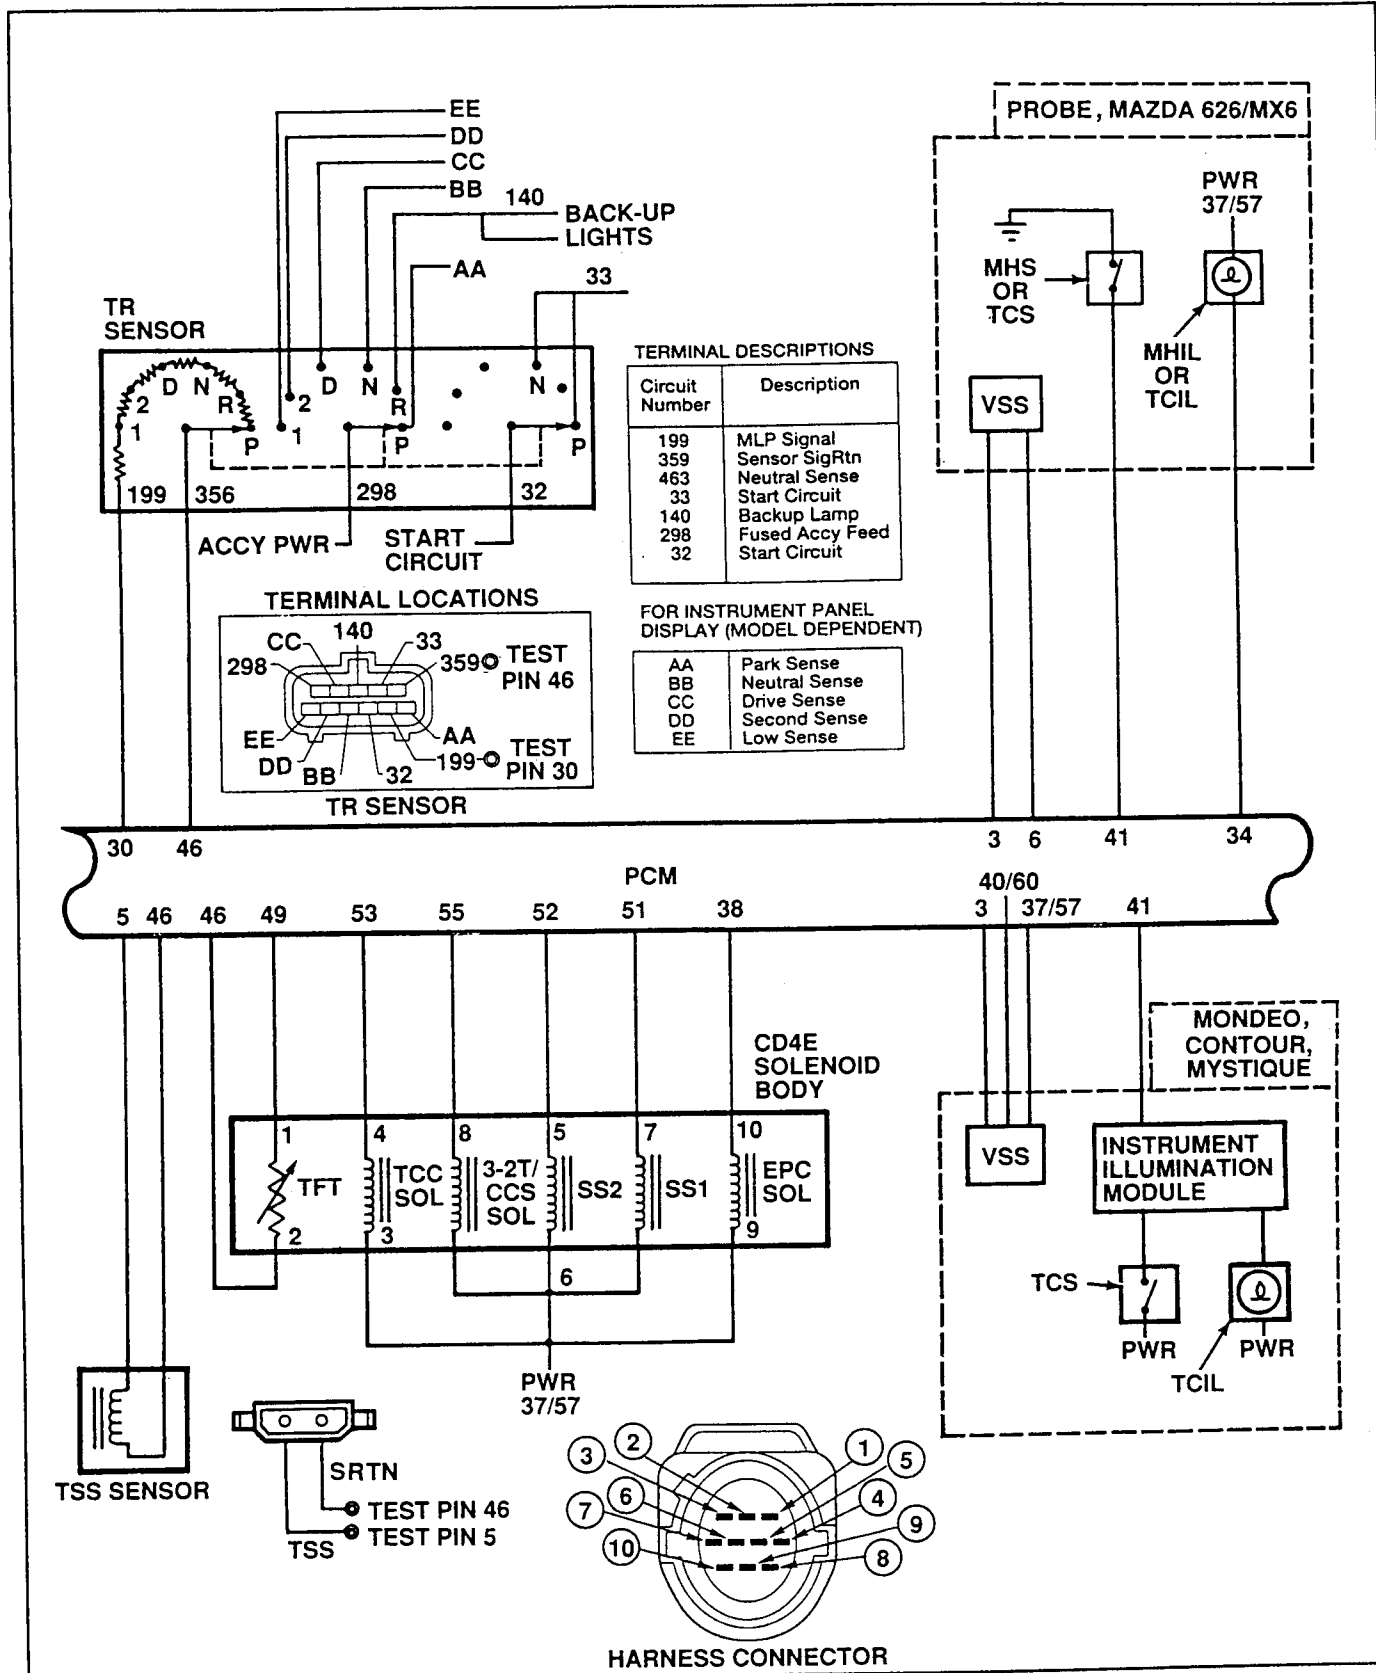 EE
DD
CC
BB
140
BACK-UP
LIGHTS
AA
33
TR
SENSOR
D N
2
R
1
P
D
N
2
R
1
P
N
P
199
356
298
32
ACCY PWR
START
CIRCUIT
TERMINAL DESCRIPTIONS
Circuit Number Description
199 MLP Signal
359 Sensor SigRtn
463 Neutral Sense
33 Start Circuit
140 Backup Lamp
298 Fused Accy Feed
32 Start Circuit
FOR INSTRUMENT PANEL
DISPLAY (MODEL DEPENDENT)
AA Park Sense
BB Neutral Sense
CC Drive Sense
DD Second Sense
EE Low Sense
TERMINAL LOCATIONS
140
CC
33
298
359
TEST
PIN 46
EE
AA
DD
BB
32
199
TEST
PIN 30
TR SENSOR
PROBE, MAZDA 626/MX6
PWR
37/57
MHS
OR
TCS
MHIL
OR
TCIL
VSS
30 46 3 6 41 34
PCM
40/60
5 46 46 49 53 55 52 51 38 3 37/57 41
CD4E
SOLENOID
BODY
1 4 8 5 7 10
TFT
TCC
SOL
3-2T/
CCS
SOL
SS2
SS1
EPC
SOL
2 3 9
6
PWR
37/57
MONDEO,
CONTOUR,
MYSTIQUE
VSS
INSTRUMENT
ILLUMINATION
MODULE
TCS
PWR
PWR
TCIL
TSS SENSOR
SRTN
TEST PIN 46
TEST PIN 5
TSS
2 1
3 5
6 4
7 9
10 8
HARNESS CONNECTOR